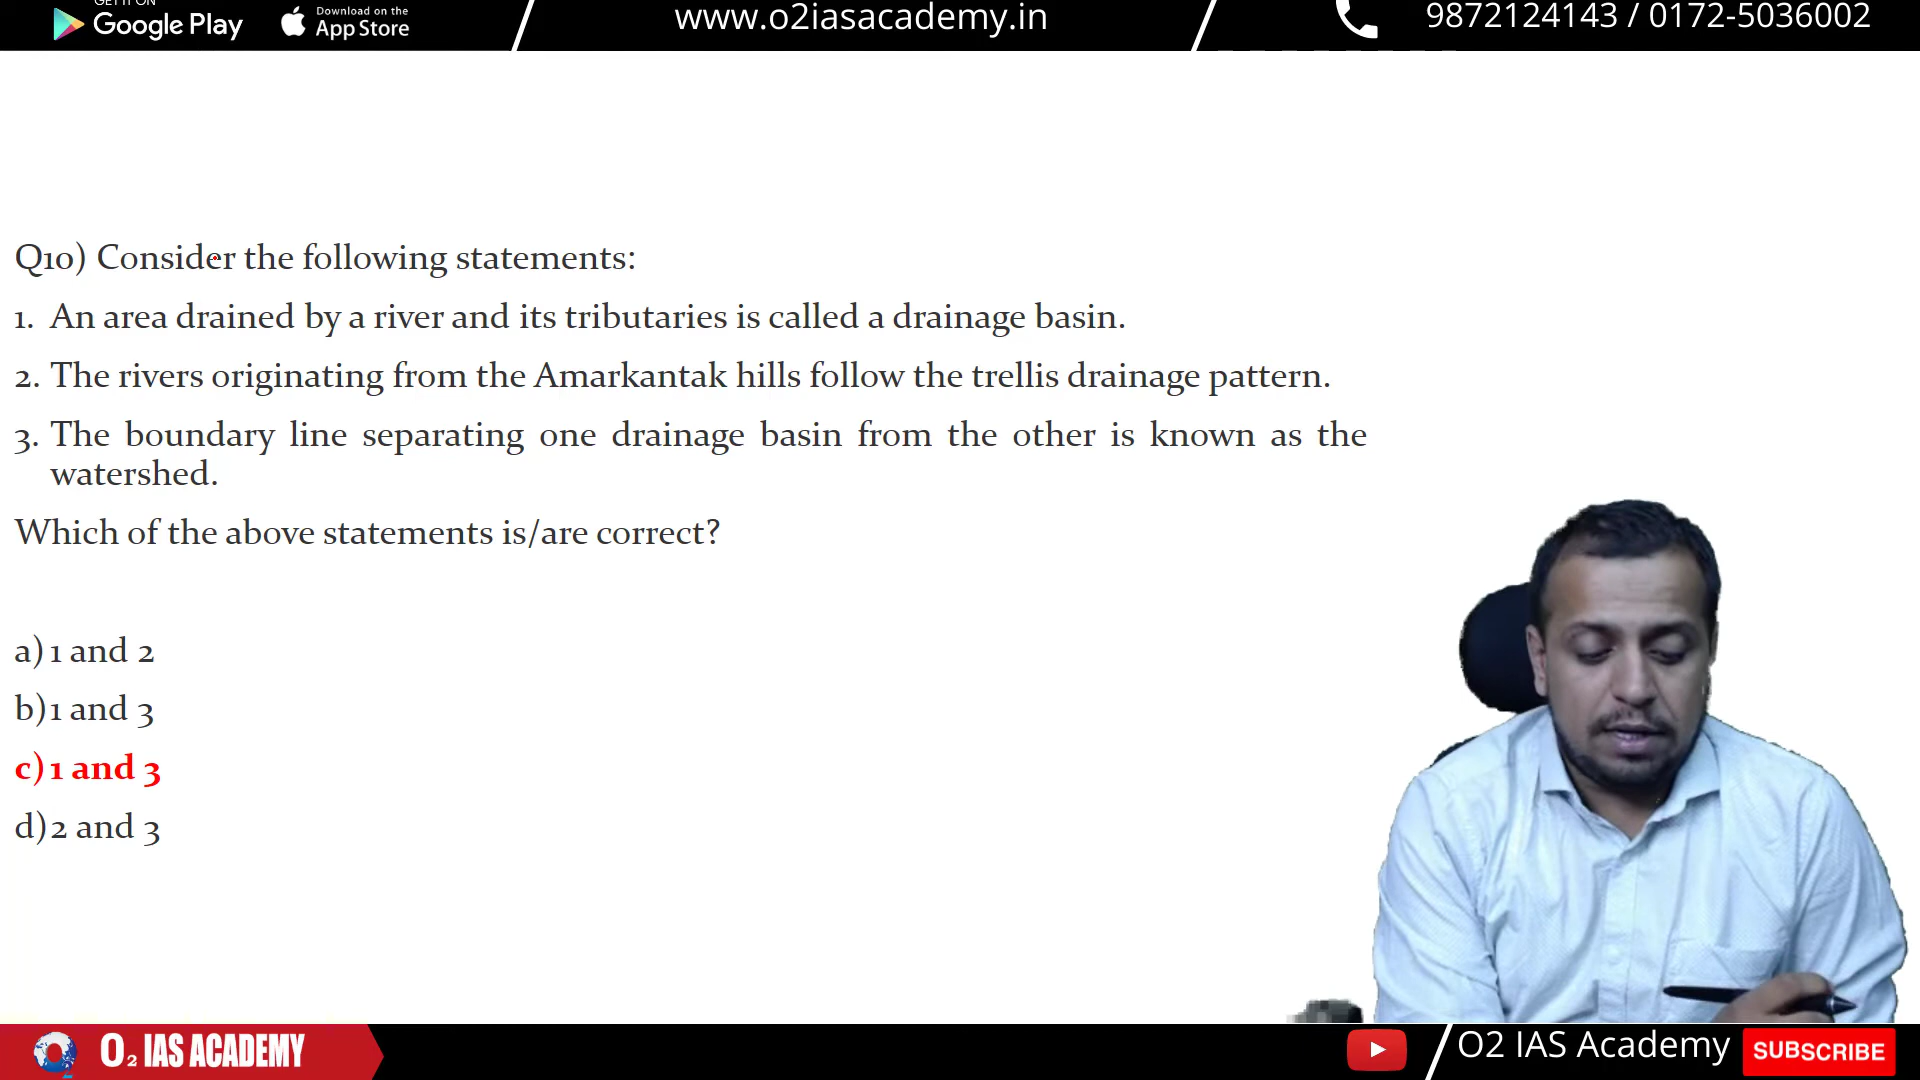 GET IT ON
Google Play
Download on the
App Store
www.o2iasacademy.in
9872124143 / 0172-5036002
Q10) Consider the following statements:
1. An area drained by a river and its tributaries is called a drainage basin.
2. The rivers originating from the Amarkantak hills follow the trellis drainage pattern.
3. The boundary line separating one drainage basin from the other is known as the
watershed.
Which of the above statements is/are correct?
a) 1 and 2
b) 1 and 3
c) 1 and 3
d) 2 and 3
O2 IAS ACADEMY
O2 IAS Academy
SUBSCRIBE